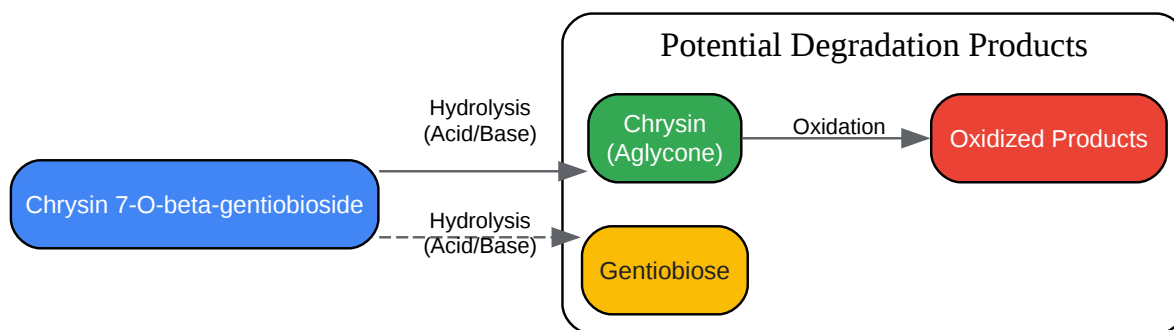 Potential Degradation Products
Hydrolysis
(Acid/Base)
Chrysin
(Aglycone)
Oxidation
Oxidized Products
Chrysin 7-O-beta-gentiobioside
Hydrolysis
(Acid/Base)
Gentiobiose